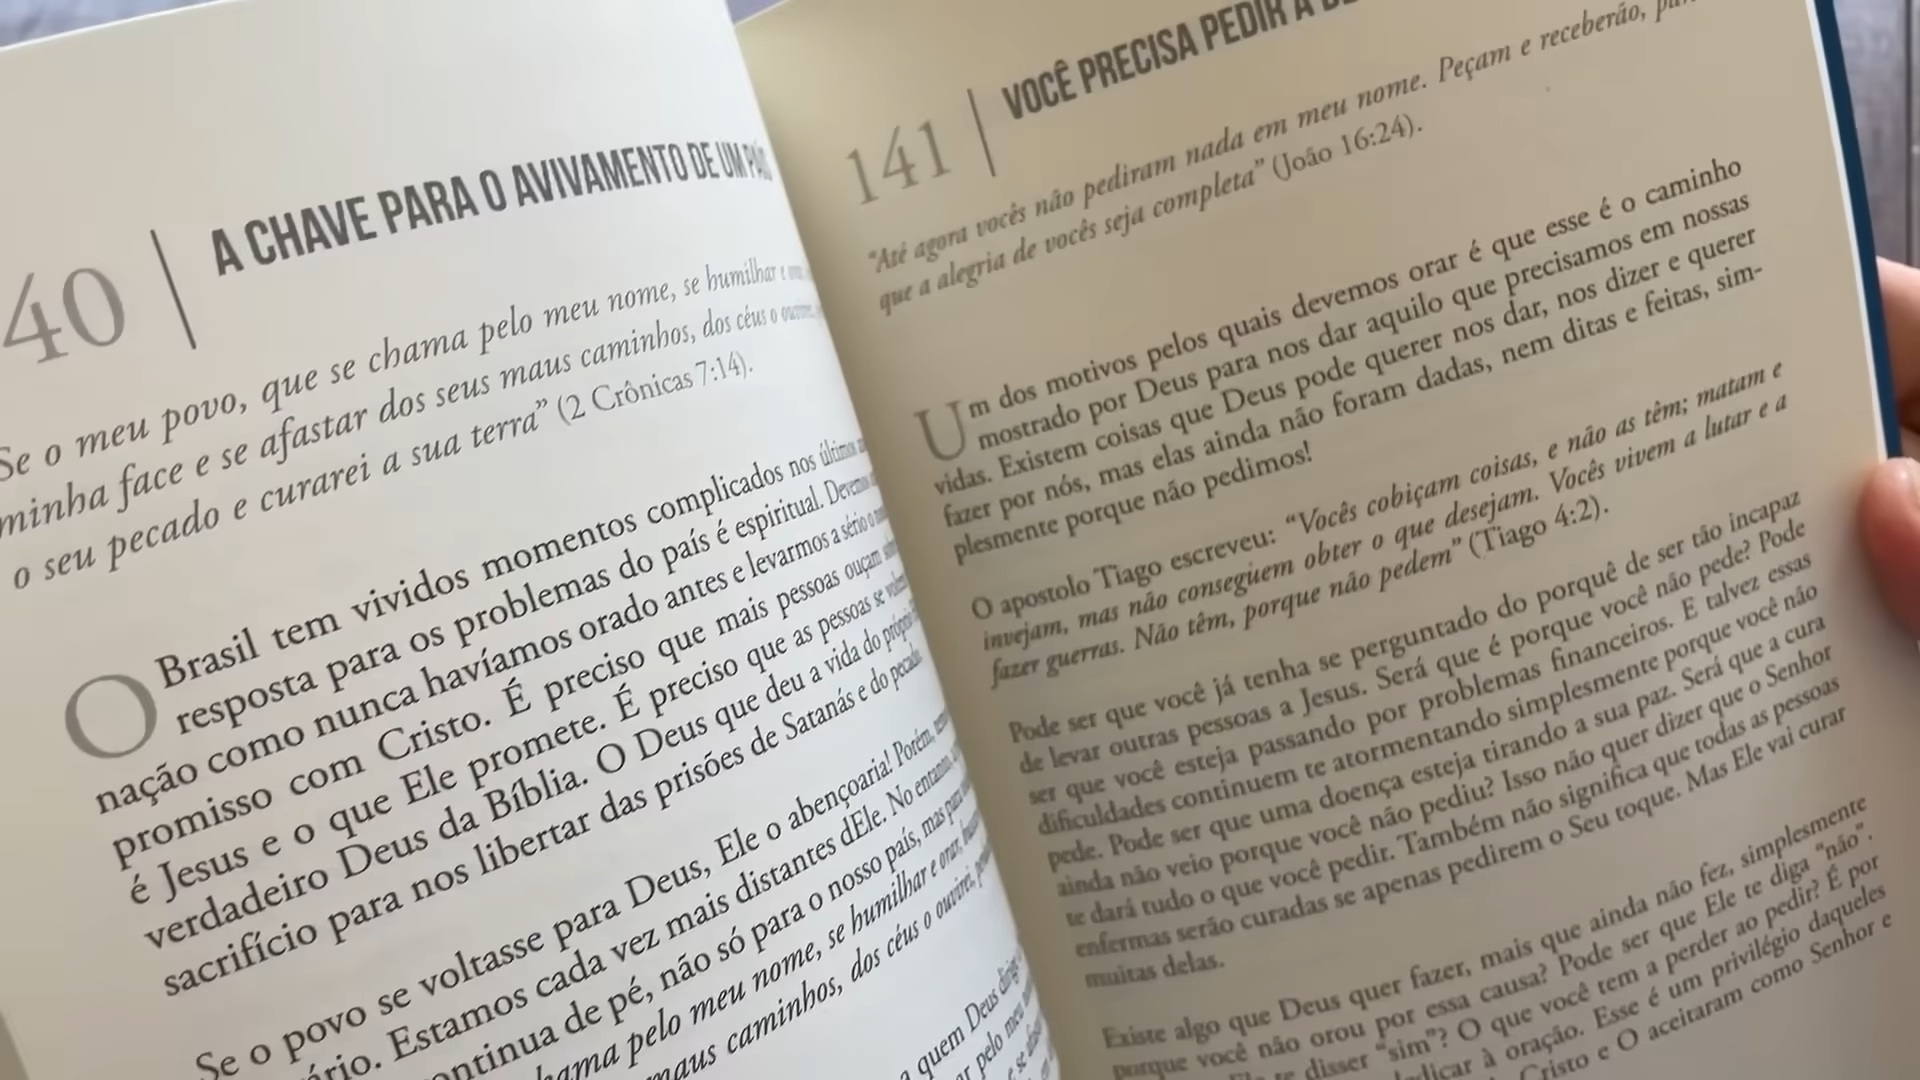 40
A CHAVE PARA O AVIVAMENTO DE UM PAÍS
Se o meu povo, que se chama pelo meu nome, se humilhar e
minha face e se afastar dos seus maus caminhos, dos céus o ouvirei,
o seu pecado e curarei a sua terra” (2 Crônicas 7:14).
O Brasil tem vividos momentos complicados nos últimos
resposta para os problemas do país é espiritual. Devemos
nação como nunca havíamos orado antes e levarmos a sério o
promisso com Cristo. É preciso que mais pessoas ouçam
é Jesus e o que Ele promete. É preciso que as pessoas se voltem
verdadeiro Deus da Bíblia. O Deus que deu a vida do próprio
sacrifício para nos libertar das prisões de Satanás e do pecado.
Se o povo se voltasse para Deus, Ele o abençoaria! Porém,
ário. Estamos cada vez mais distantes dEle. No entanto,
ontinua de pé, não só para o nosso país, mas para
hama pelo meu nome, se humilhar e orar,
maus caminhos, dos céus o ouvirei,
a quem Deus
pelo meu
141
VOCÊ PRECISA PEDIR A
“Até agora vocês não pediram nada em meu nome. Peçam e receberão,
que a alegria de vocês seja completa” (João 16:24).
Um dos motivos pelos quais devemos orar é que esse é o caminho
mostrado por Deus para nos dar aquilo que precisamos em nossas
vidas. Existem coisas que Deus pode querer nos dar, nos dizer e querer
fazer por nós, mas elas ainda não foram dadas, nem ditas e feitas, sim-
plesmente porque não pedimos!
O apostolo Tiago escreveu: “Vocês cobiçam coisas, e não as têm; matam e
invejam, mas não conseguem obter o que desejam. Vocês vivem a lutar e a
fazer guerras. Não têm, porque não pedem” (Tiago 4:2).
Pode ser que você já tenha se perguntado do porquê de ser tão incapaz
de levar outras pessoas a Jesus. Será que é porque você não pede? Pode
ser que você esteja passando por problemas financeiros. E talvez essas
dificuldades continuem te atormentando simplesmente porque você não
pede. Pode ser que uma doença esteja tirando a sua paz. Será que a cura
ainda não veio porque você não pediu? Isso não quer dizer que o Senhor
te dará tudo o que você pedir. Também não significa que todas as pessoas
enfermas serão curadas se apenas pedirem o Seu toque. Mas Ele vai curar
muitas delas.
Existe algo que Deus quer fazer, mais que ainda não fez, simplesmente
porque você não orou por essa causa? Pode ser que Ele te diga “não”.
te disser “sim”? O que você tem a perder ao pedir? É por
dicar à oração. Esse é um privilégio daqueles
Cristo e O aceitaram como Senhor e